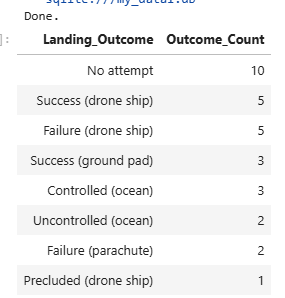 sqlite:///my_data1.db
Done.
]:
Landing_Outcome Outcome_Count
No attempt 10
Success (drone ship) 5
Failure (drone ship) 5
Success (ground pad) 3
Controlled (ocean) 3
Uncontrolled (ocean) 2
Failure (parachute) 2
Precluded (drone ship) 1